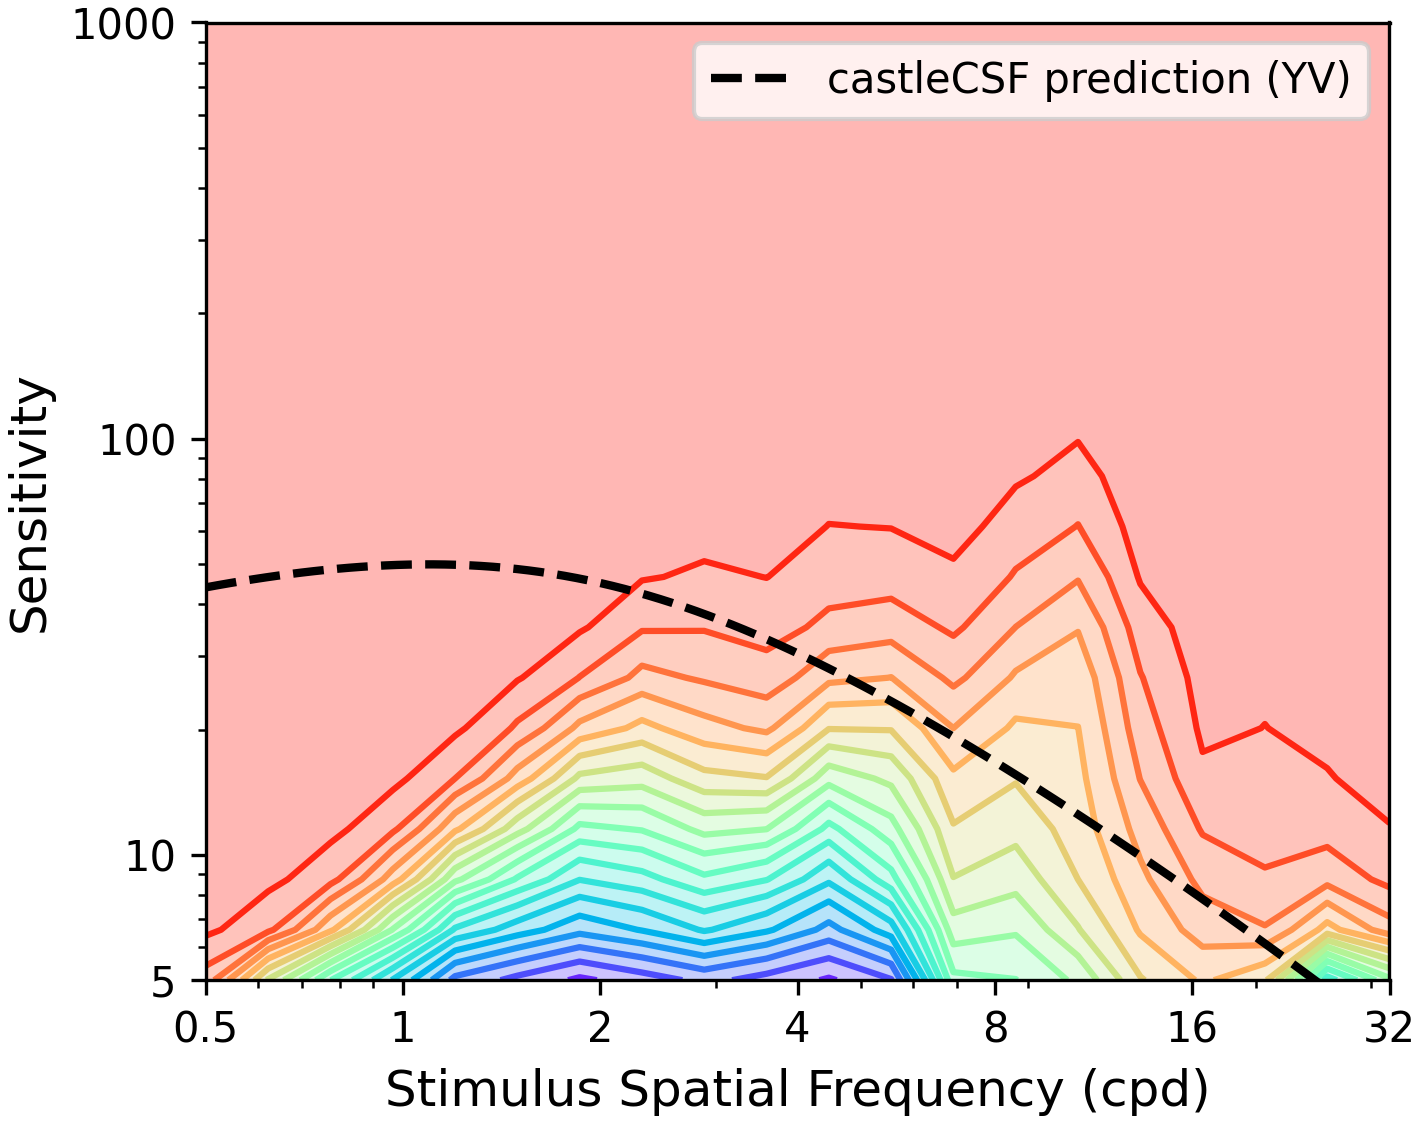 1000
castleCSF prediction (YV)
100
Sensitivity
10
5
0.5 1 2 4 8 16 32
Stimulus Spatial Frequency (cpd)